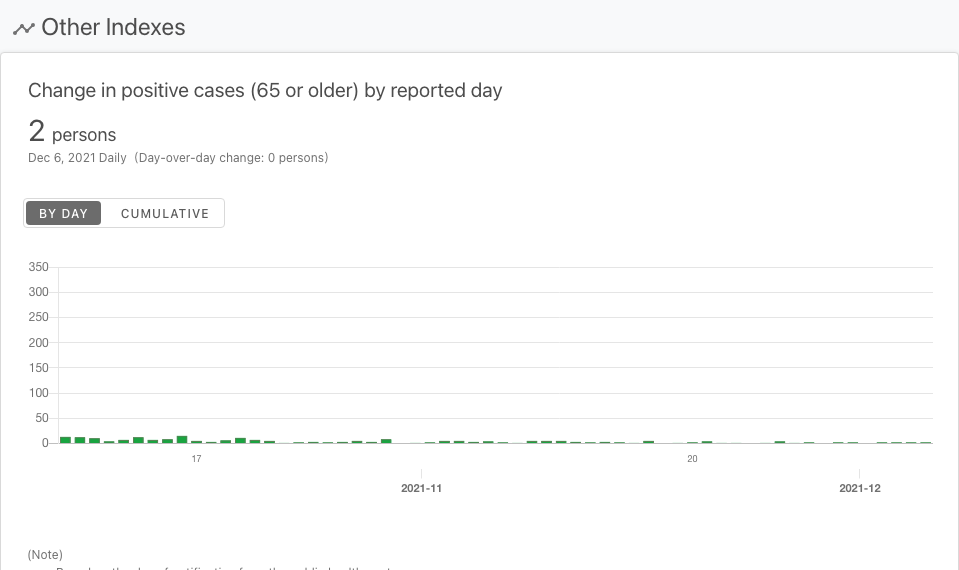 Other Indexes
Change in positive cases (65 or older) by reported day
2 persons
Dec 6, 2021 Daily (Day-over-day change: 0 persons)
BY DAY CUMULATIVE
350
300
250
200
150
100
50
0
17 20
2021-11 2021-12
(Note)